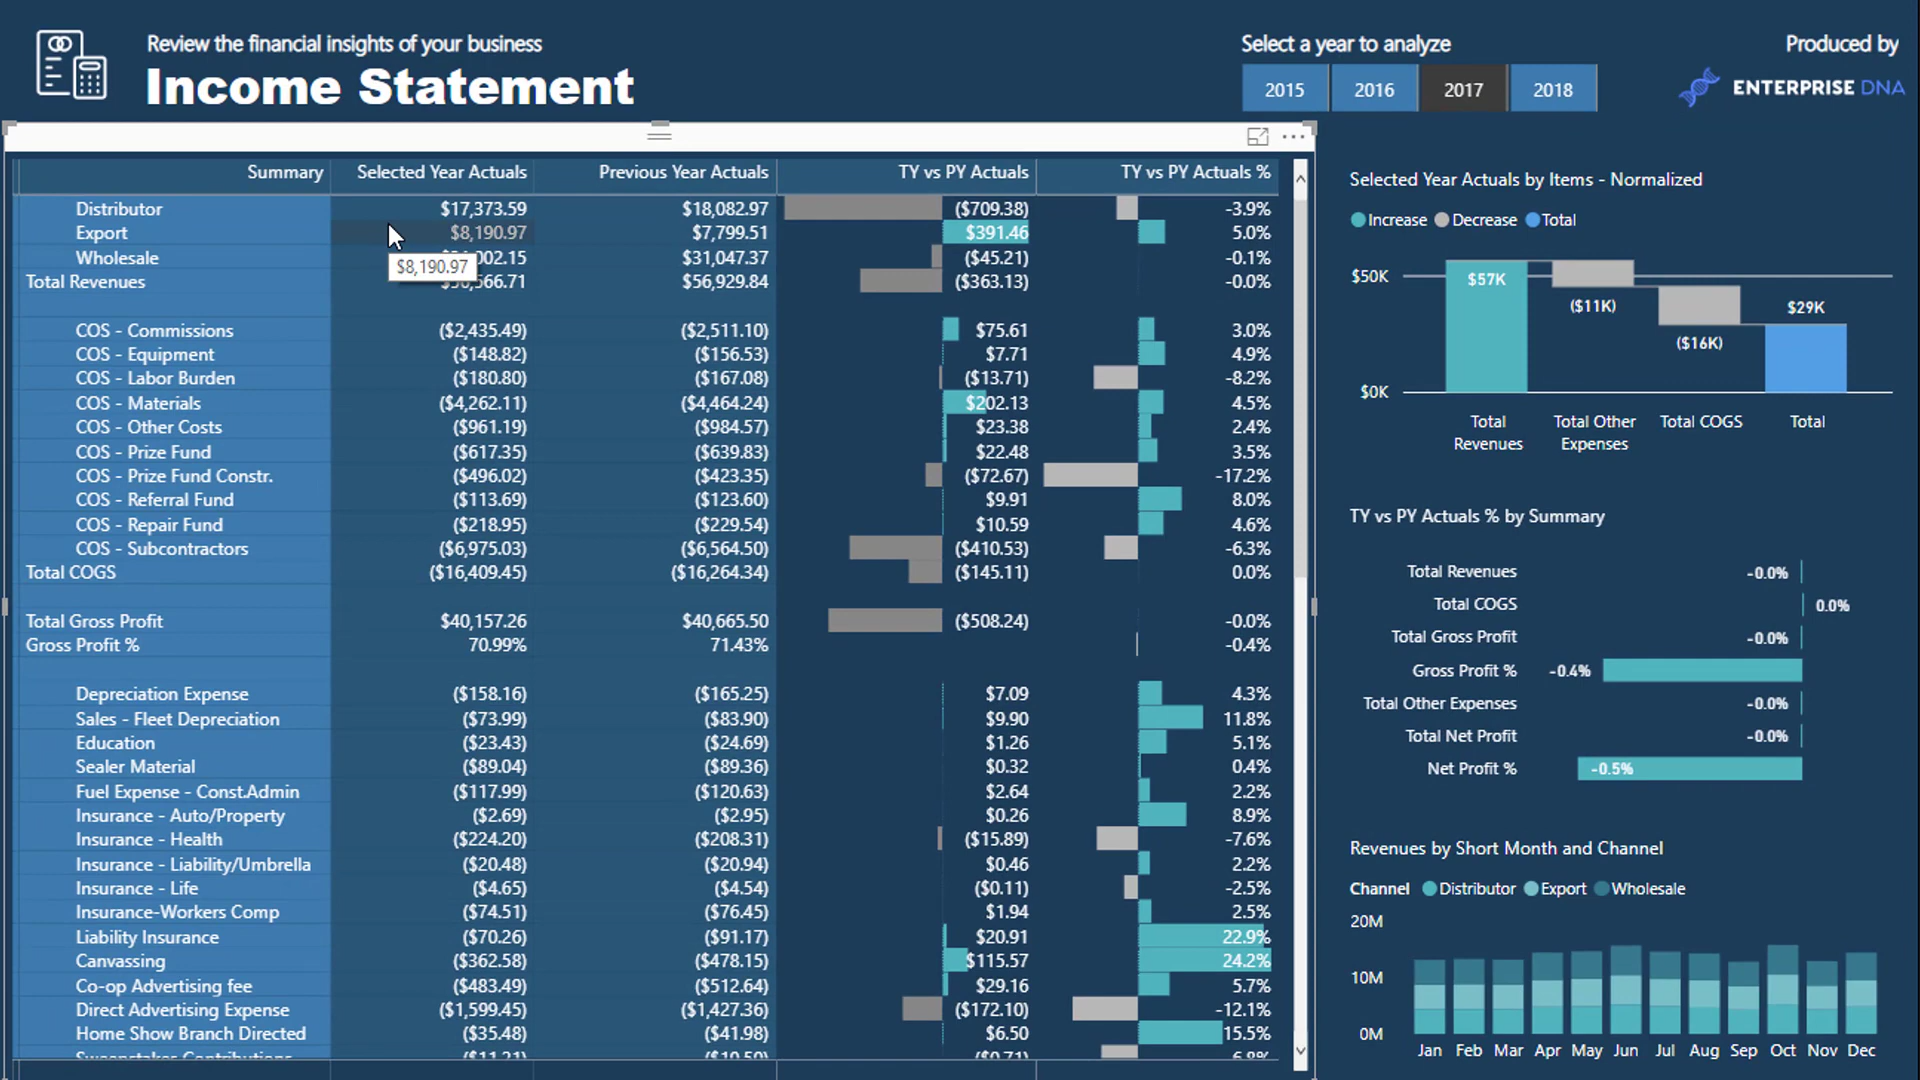 Review the financial insights of your business
Income Statement
Select a year to analyze
2015 2016 2017 2018
Produced by
ENTERPRISE DNA
Summary Selected Year Actuals Previous Year Actuals TY vs PY Actuals TY vs PY Actuals %
Distributor $17,373.59 $18,082.97 ($709.38) -3.9%
Export $8,190.97 $7,799.51 $391.46 5.0%
Wholesale 002.15 $31,047.37 ($45.21) -0.1%
$8,190.97
Total Revenues 566.71 $56,929.84 ($363.13) -0.0%
COS - Commissions ($2,435.49) ($2,511.10) $75.61 3.0%
COS - Equipment ($148.82) ($156.53) $7.71 4.9%
COS - Labor Burden ($180.80) ($167.08) ($13.71) -8.2%
COS - Materials ($4,262.11) ($4,464.24) $202.13 4.5%
COS - Other Costs ($961.19) ($984.57) $23.38 2.4%
COS - Prize Fund ($617.35) ($639.83) $22.48 3.5%
COS - Prize Fund Constr. ($496.02) ($423.35) ($72.67) -17.2%
COS - Referral Fund ($113.69) ($123.60) $9.91 8.0%
COS - Repair Fund ($218.95) ($229.54) $10.59 4.6%
COS - Subcontractors ($6,975.03) ($6,564.50) ($410.53) -6.3%
Total COGS ($16,409.45) ($16,264.34) ($145.11) 0.0%
Total Gross Profit $40,157.26 $40,665.50 ($508.24) -0.0%
Gross Profit % 70.99% 71.43% -0.4%
Depreciation Expense ($158.16) ($165.25) $7.09 4.3%
Sales - Fleet Depreciation ($73.99) ($83.90) $9.90 11.8%
Education ($23.43) ($24.69) $1.26 5.1%
Sealer Material ($89.04) ($89.36) $0.32 0.4%
Fuel Expense - Const.Admin ($117.99) ($120.63) $2.64 2.2%
Insurance - Auto/Property ($2.69) ($2.95) $0.26 8.9%
Insurance - Health ($224.20) ($208.31) ($15.89) -7.6%
Insurance - Liability/Umbrella ($20.48) ($20.94) $0.46 2.2%
Insurance - Life ($4.65) ($4.54) ($0.11) -2.5%
Insurance-Workers Comp ($74.51) ($76.45) $1.94 2.5%
Liability Insurance ($70.26) ($91.17) $20.91 22.9%
Canvassing ($362.58) ($478.15) $115.57 24.2%
Co-op Advertising fee ($483.49) ($512.64) $29.16 5.7%
Direct Advertising Expense ($1,599.45) ($1,427.36) ($172.10) -12.1%
Home Show Branch Directed ($35.48) ($41.98) $6.50 15.5%
Selected Year Actuals by Items - Normalized
Increase Decrease Total
$50K
$0K
$57K ($11K) ($16K) $29K
Total Revenues
Total Other Expenses
Total COGS
Total
TY vs PY Actuals % by Summary
Total Revenues -0.0%
Total COGS 0.0%
Total Gross Profit -0.0%
Gross Profit % -0.4%
Total Other Expenses -0.0%
Total Net Profit -0.0%
Net Profit % -0.5%
Revenues by Short Month and Channel
Channel Distributor Export Wholesale
20M
10M
0M
Jan Feb Mar Apr May Jun Jul Aug Sep Oct Nov Dec